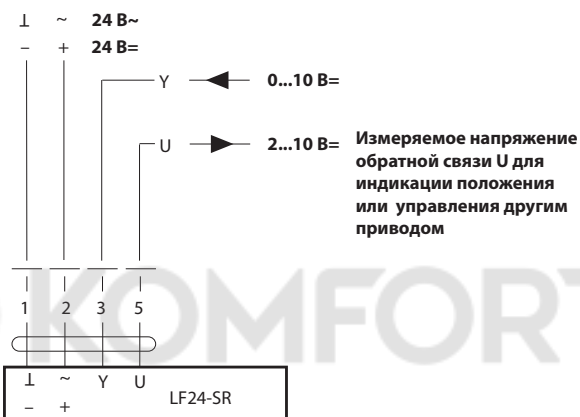 ⊥ ~ 24 В~
– + 24 В=
Y 0...10 В=
U 2...10 В= Измеряемое напряжение
обратной связи U для
индикации положения
или управления другим
приводом
KOMFORT
1 2 3 5
⊥ ~ Y U
LF24-SR
– +